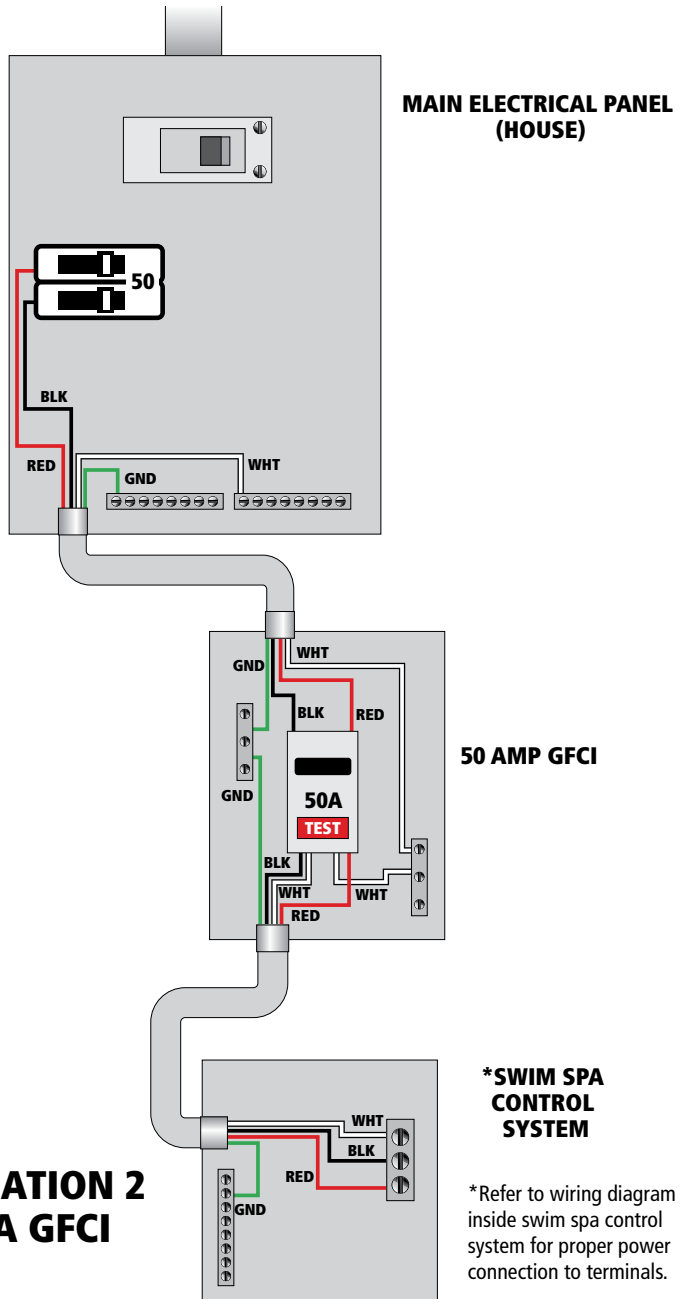 MAIN ELECTRICAL PANEL
(HOUSE)
50
BLK
RED
GND
WHT
GND
WHT
BLK
RED
50 AMP GFCI
GND
50A
TEST
BLK
WHT
WHT
RED
*SWIM SPA
CONTROL
SYSTEM
WHT
BLK
RED
GND
ATION 2
A GFCI
*Refer to wiring diagram
inside swim spa control
system for proper power
connection to terminals.